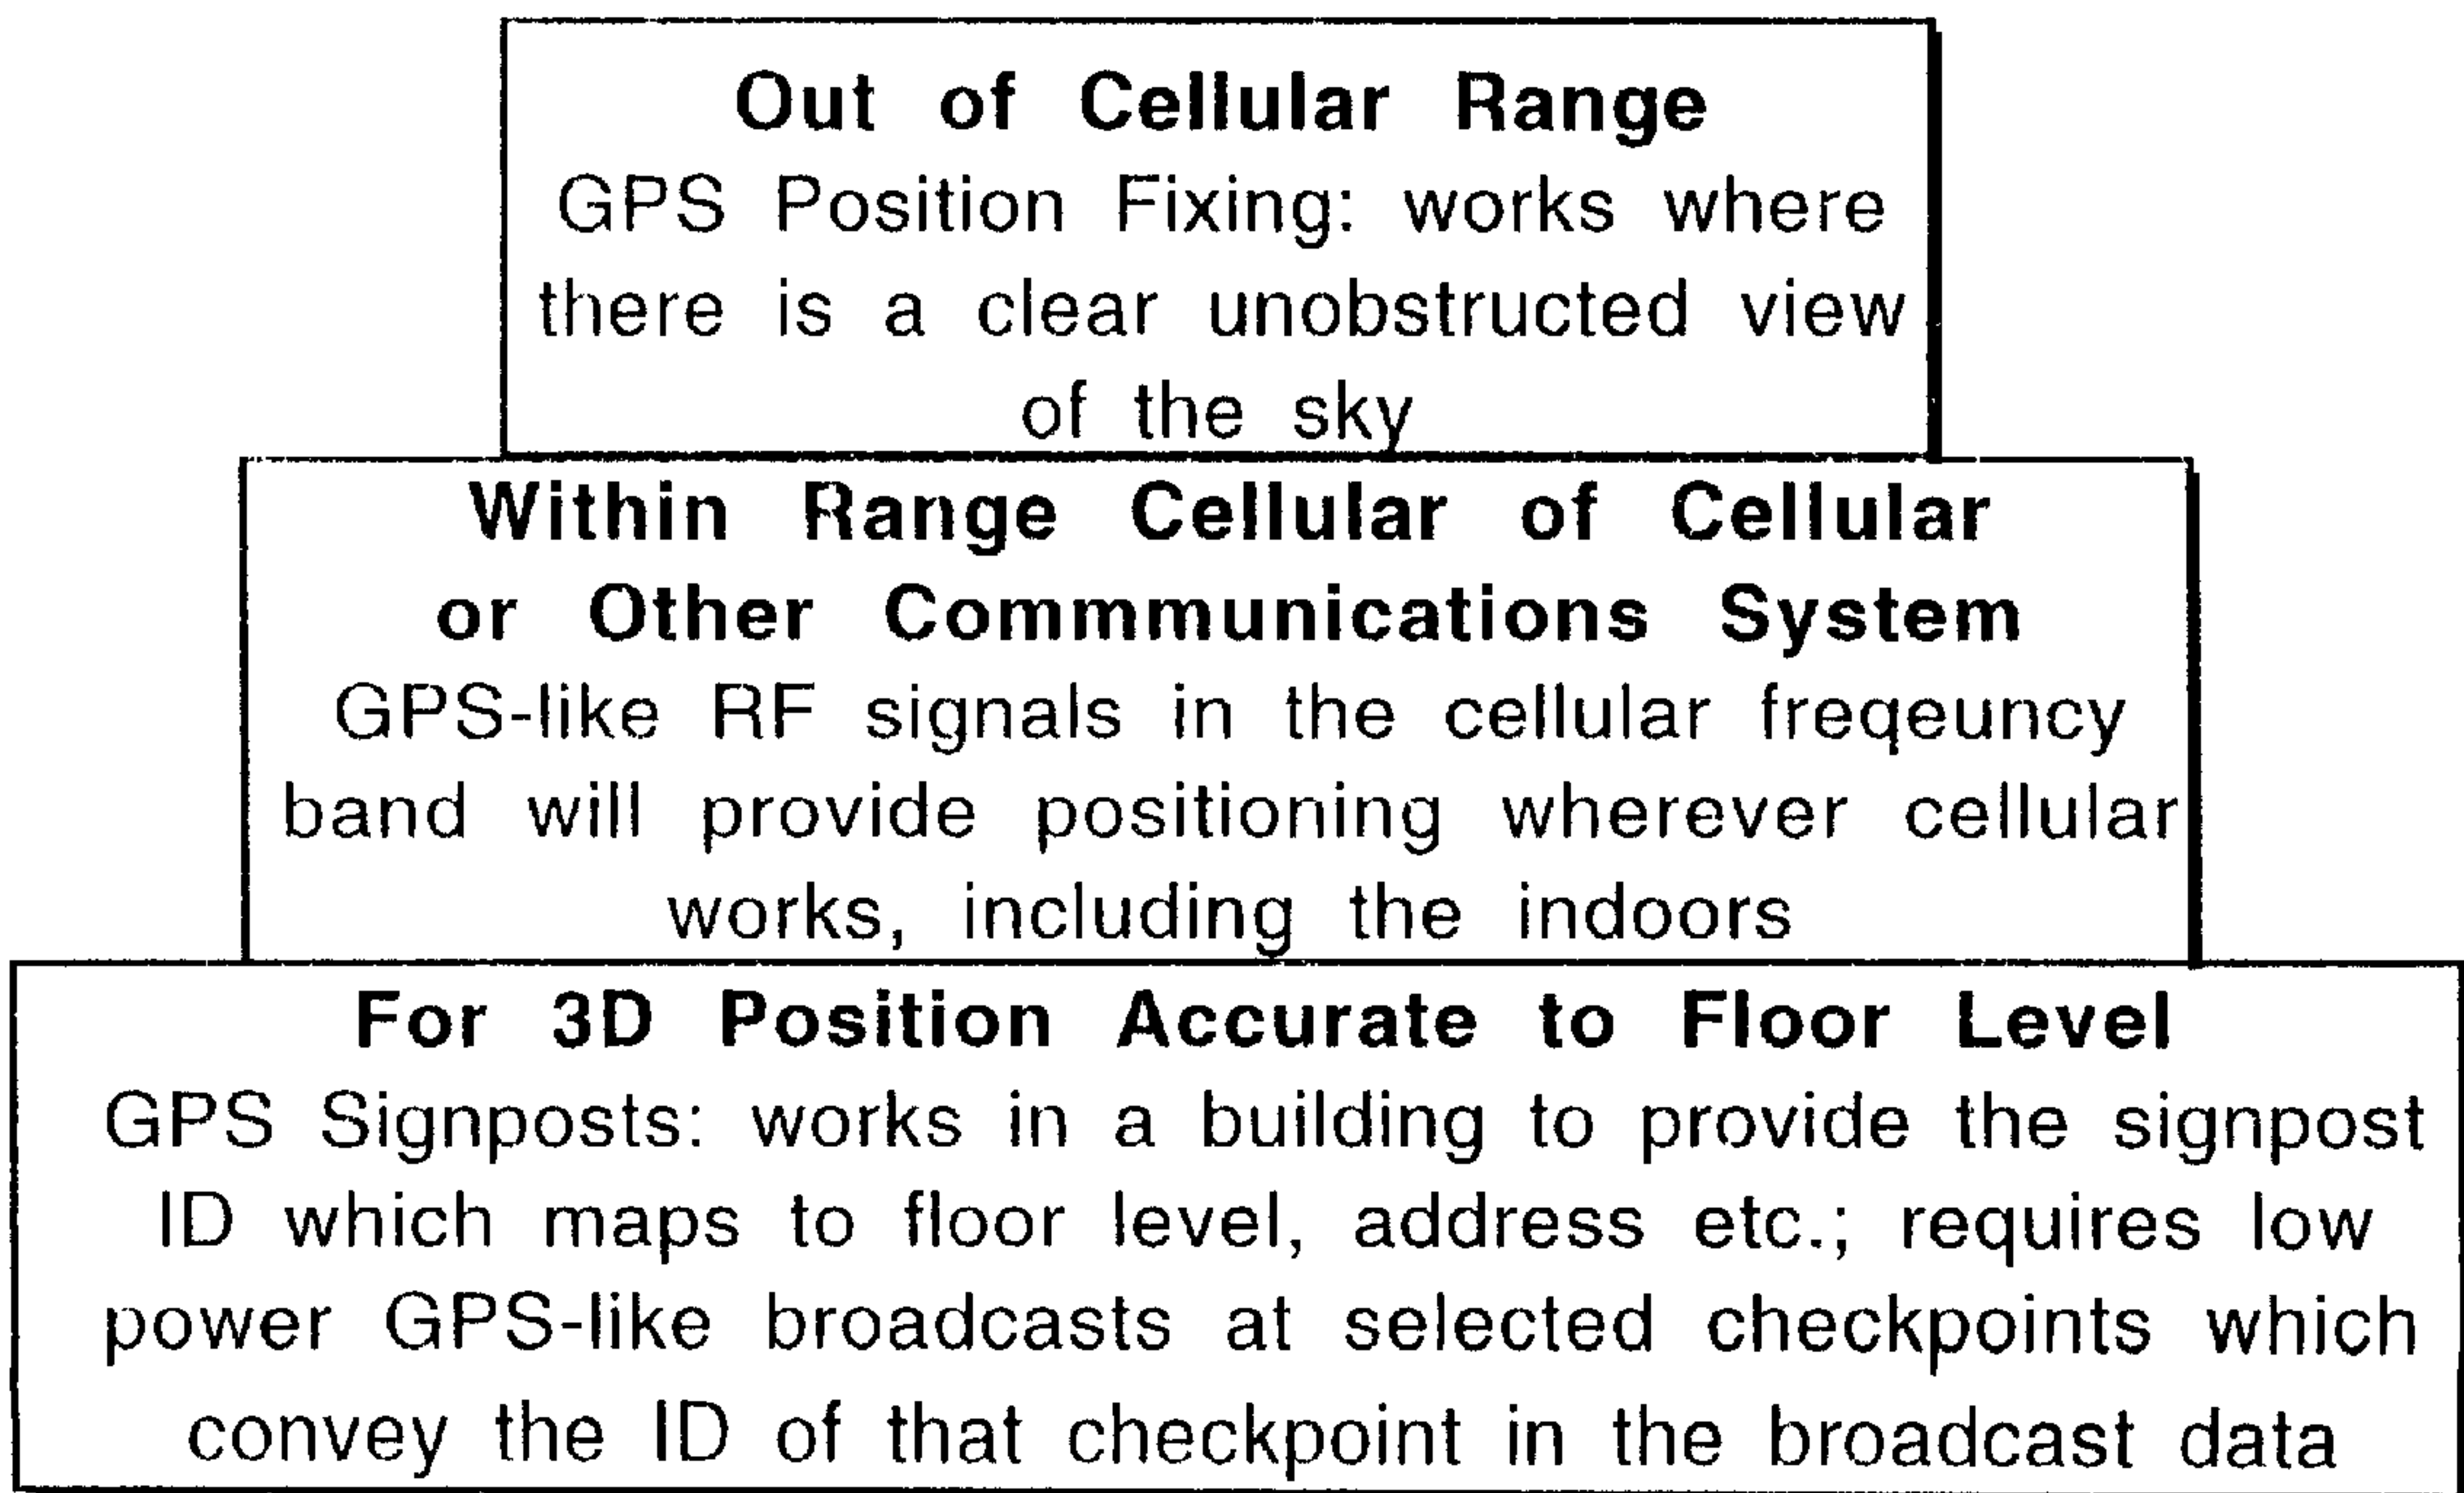 Out of Cellular Range
GPS Position Fixing: works where
there is a clear unobstructed view
of the sky
Within Range Cellular of Cellular
or Other Commmunications System
GPS-like RF signals in the cellular freqeuncy
band will provide positioning wherever cellular
works, including the indoors
For 3D Position Accurate to Floor Level
GPS Signposts: works in a building to provide the signpost
ID which maps to floor level, address etc.; requires low
power GPS-like broadcasts at selected checkpoints which
convey the ID of that checkpoint in the broadcast data